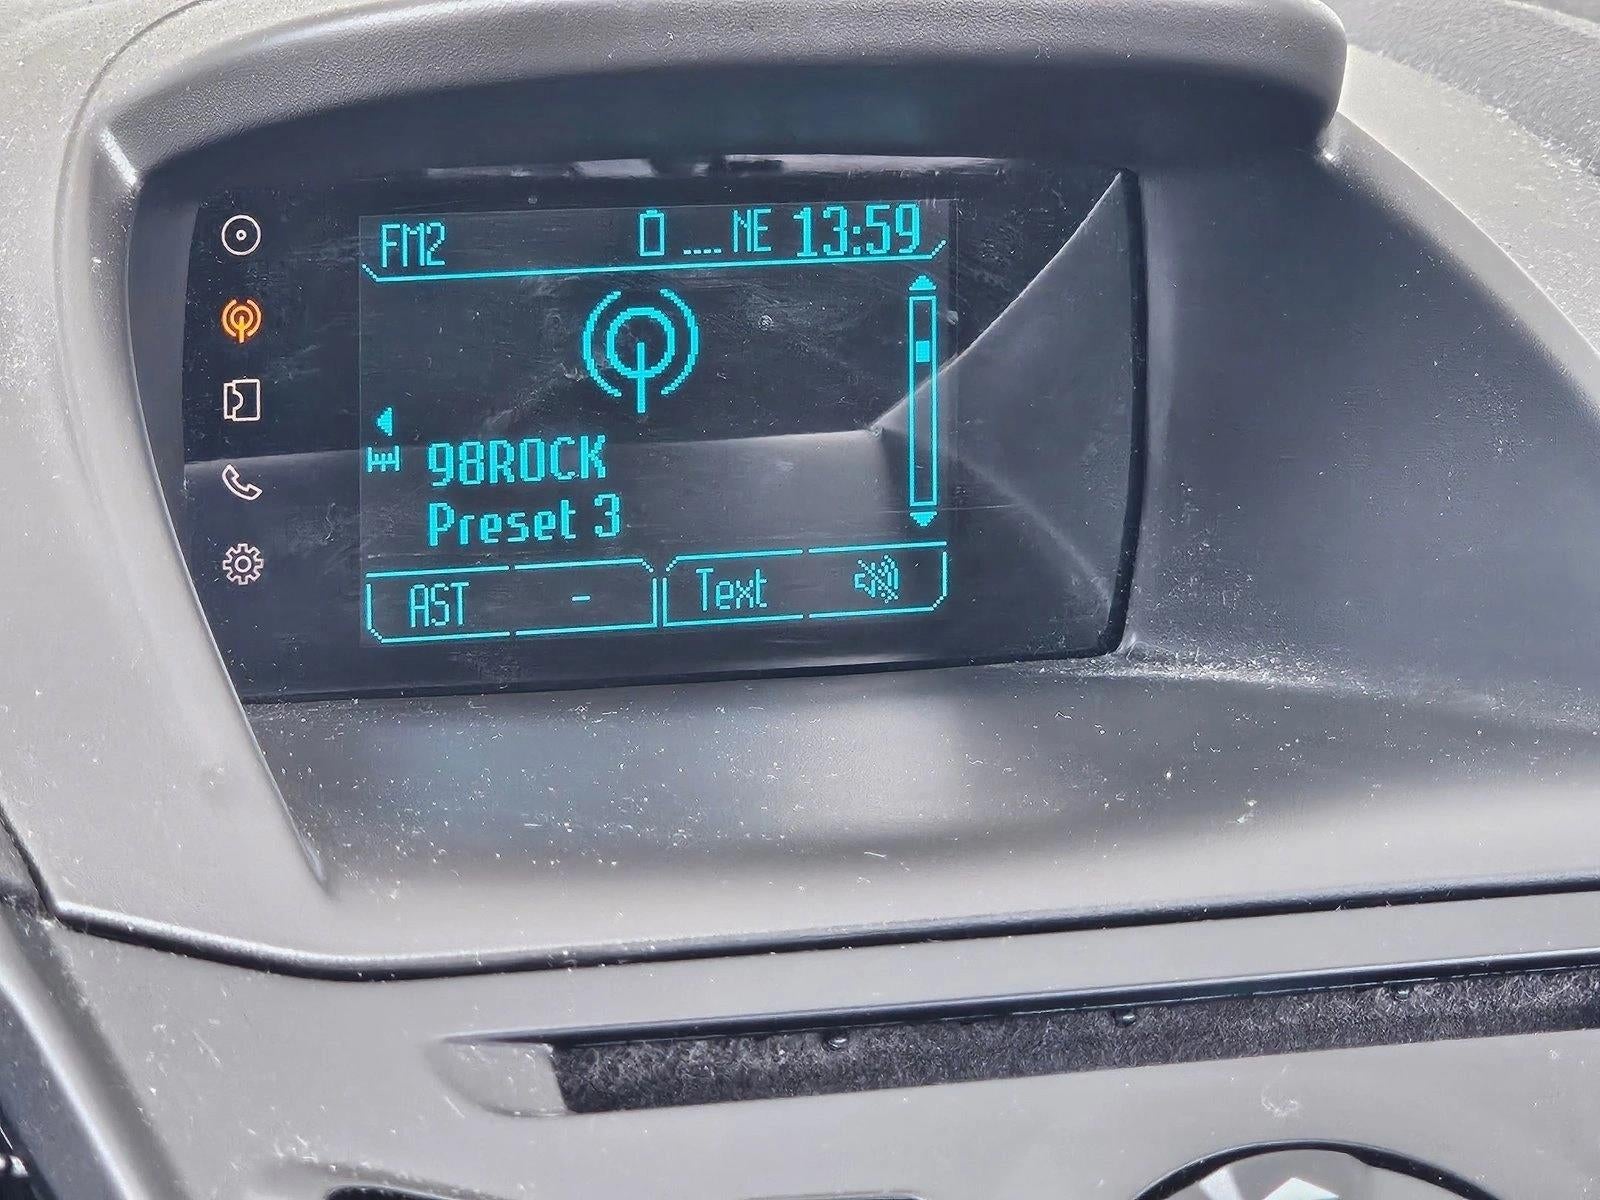 FM2 .... NE 13:59
98ROCK
Preset 3
AST - Text